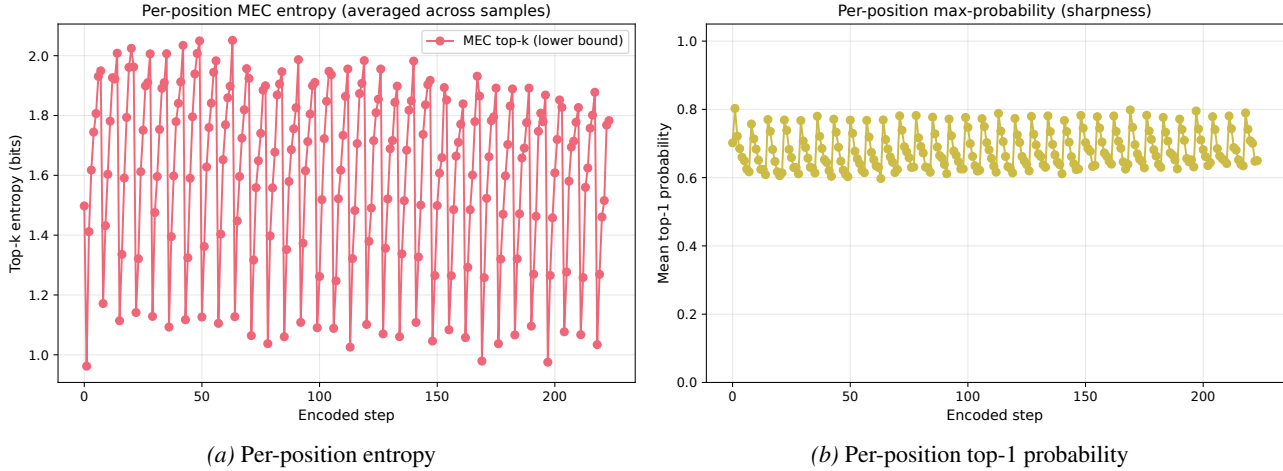 Per-position MEC entropy (averaged across samples)
MEC top-k (lower bound)
Top-k entropy (bits)
2.0
1.8
1.6
1.4
1.2
1.0
0
50
100
150
200
Encoded step
(a) Per-position entropy
Per-position max-probability (sharpness)
Mean top-1 probability
1.0
0.8
0.6
0.4
0.2
0.0
0
50
100
150
200
Encoded step
(b) Per-position top-1 probability